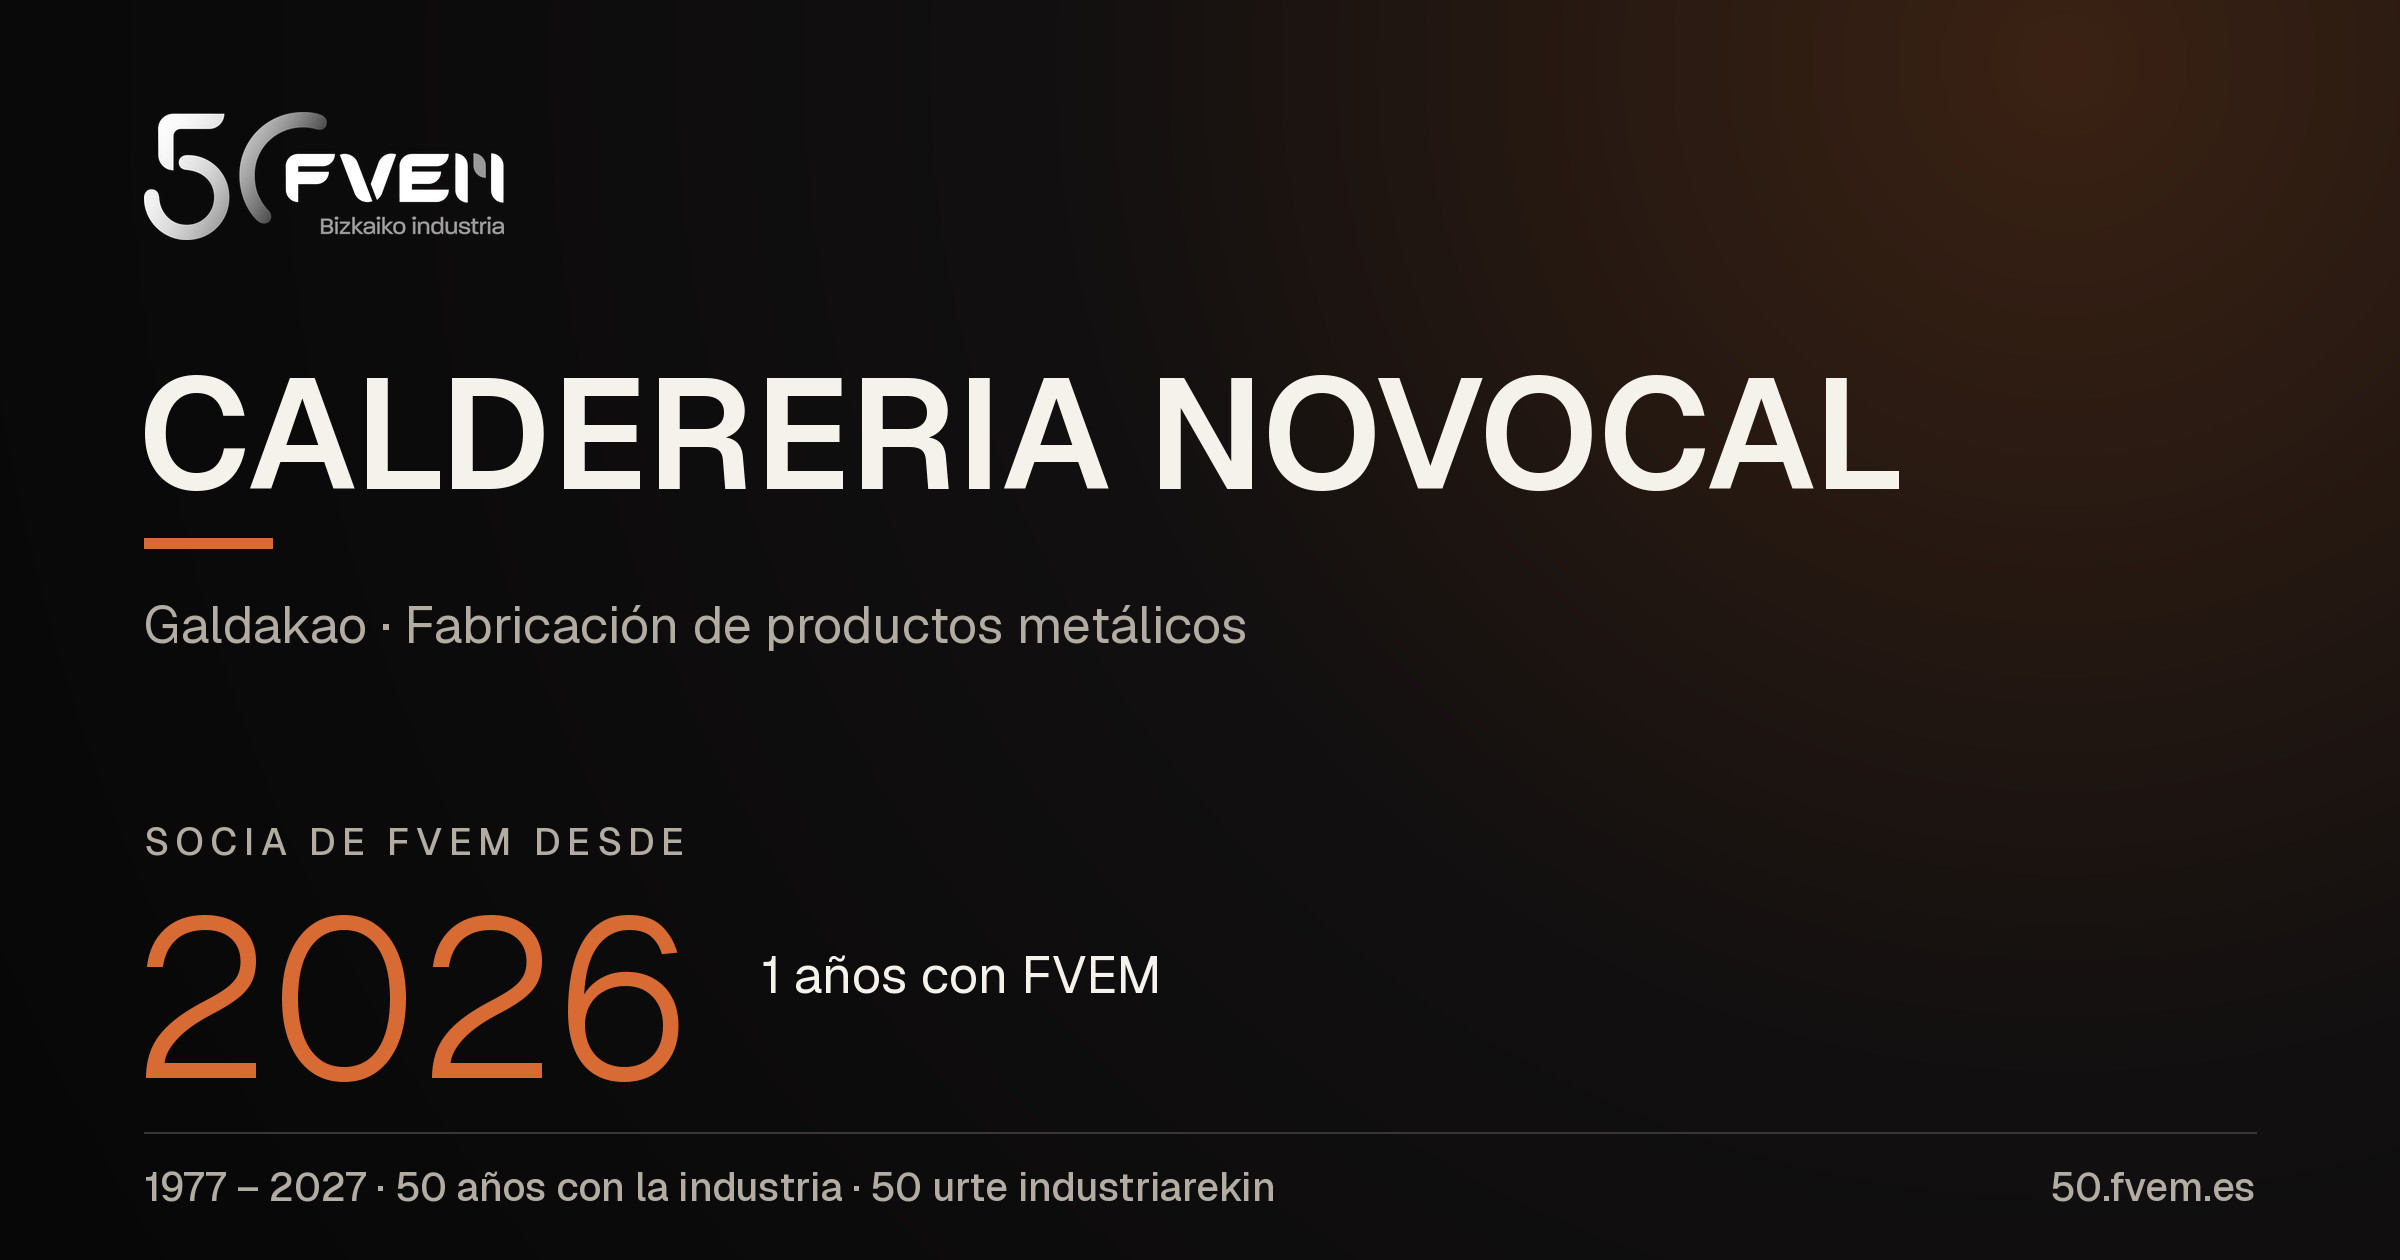 50 FVEM
Bizkaiko industria
CALDERERIA NOVOCAL
Galdakao · Fabricación de productos metálicos
SOCIA DE FVEM DESDE
2026
1 años con FVEM
1977 – 2027 · 50 años con la industria · 50 urte industriarekin
50.fvem.es